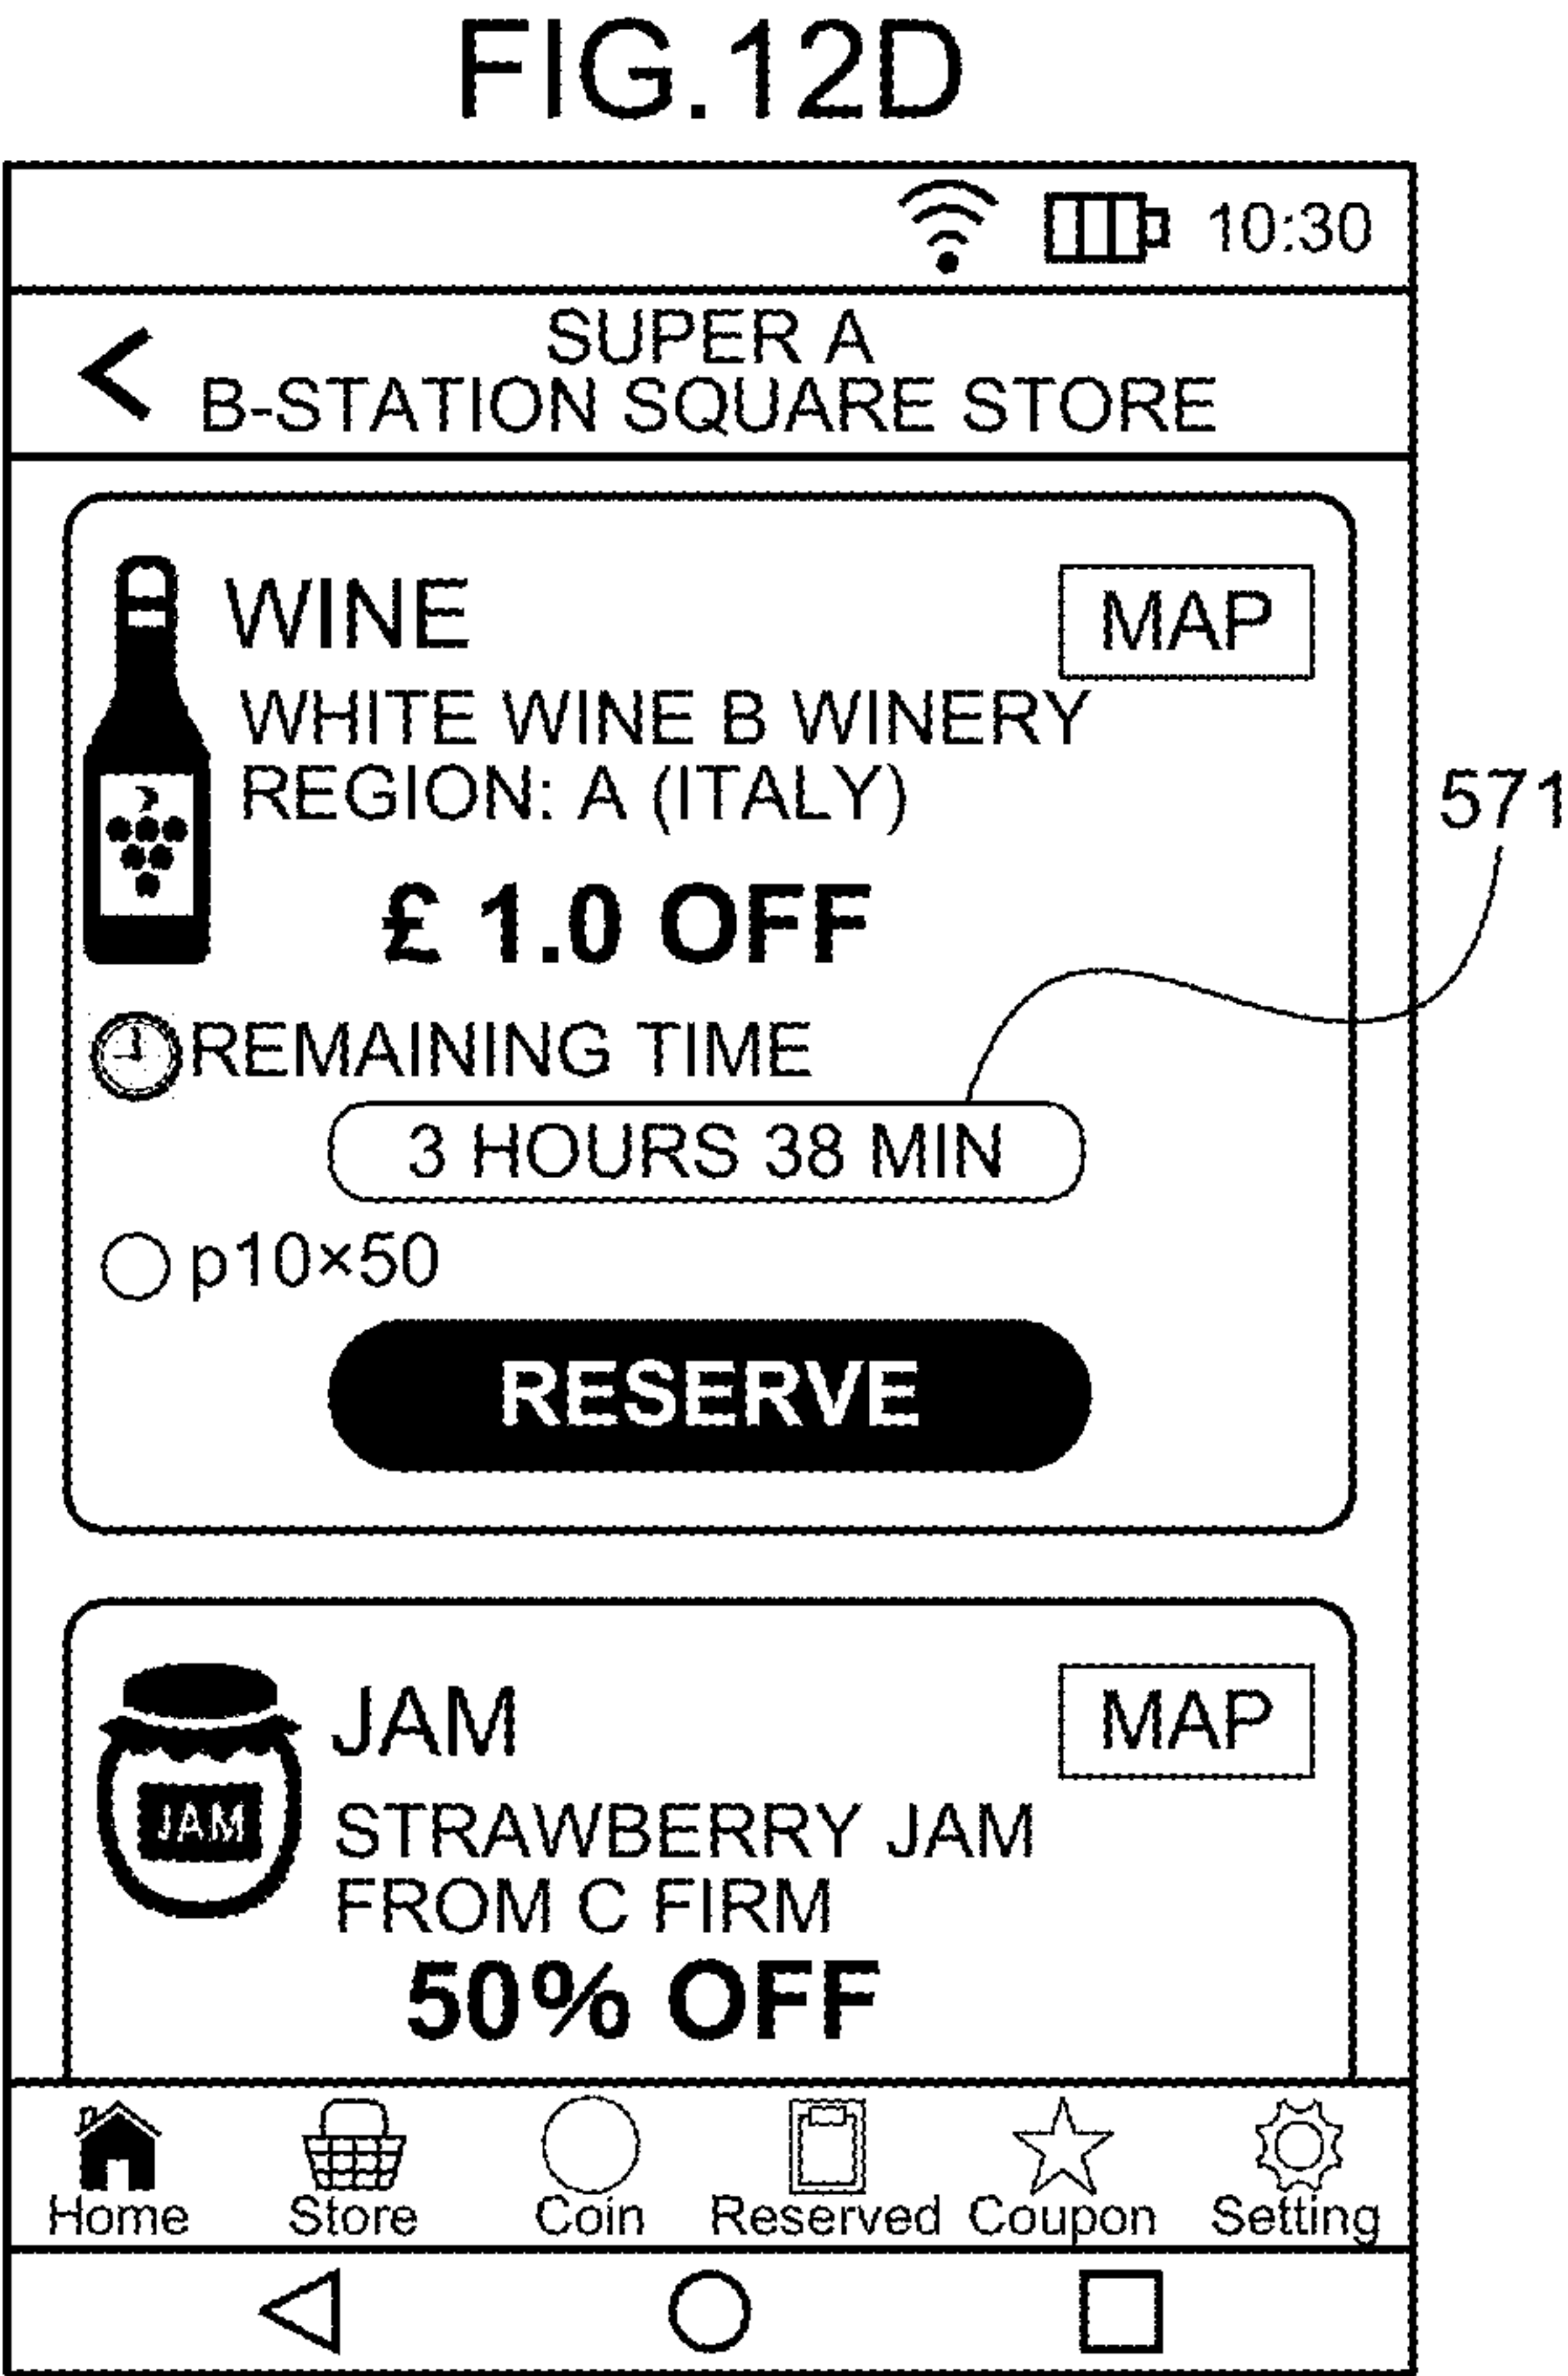 FIG.12D
10:30
SUPER A
B-STATION SQUARE STORE
WINE
MAP
WHITE WINE B WINERY
REGION: A (ITALY)
571
£ 1.0 OFF
REMAINING TIME
3 HOURS 38 MIN
p10×50
RESERVE
JAM
MAP
JAM
STRAWBERRY JAM
FROM C FIRM
50% OFF
Home Store Coin Reserved Coupon Setting